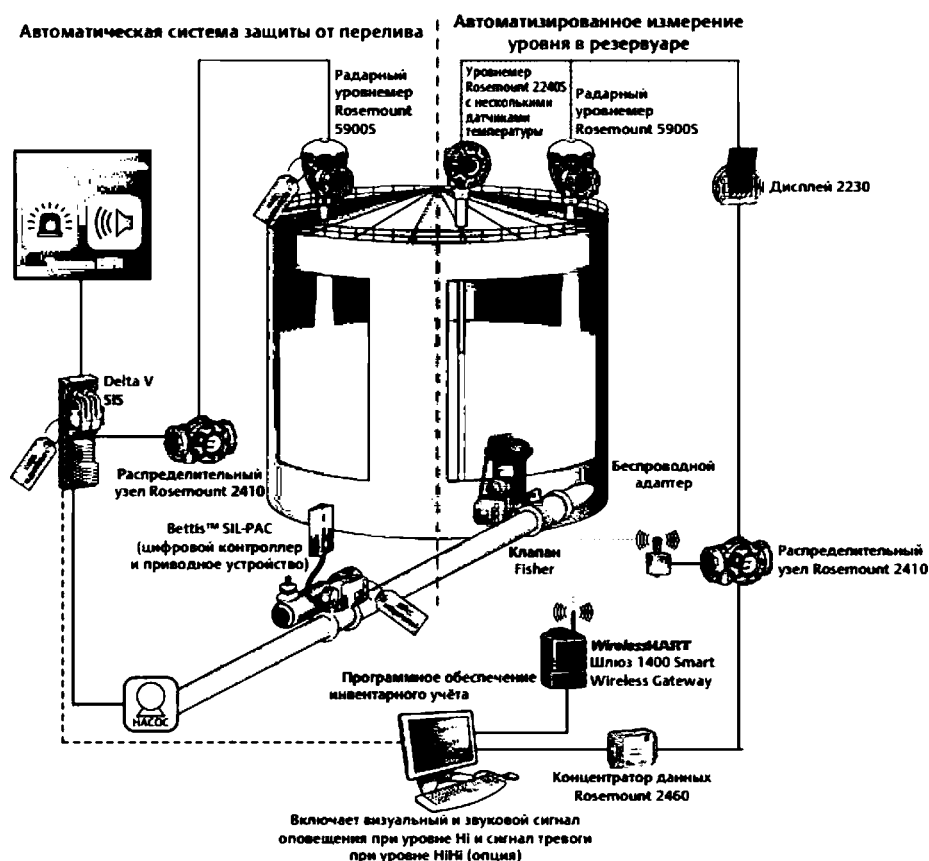 Автоматическая система защиты от перелива
Автоматизированное измерение
уровня в резервуаре
Радарный
уровнемер
Rosemount
5900S
Уровнемер
Rosemount 2240S
с несколькими
датчиками
температуры
Радарный
уровнемер
Rosemount 5900S
Дисплей 2230
Delta V
SIS
Распределительный
узел Rosemount 2410
Bettis™ SIL-PAC
(цифровой контроллер
и приводное устройство)
Беспроводной
адаптер
Клапан
Fisher
Распределительный
узел Rosemount 2410
WirelessHART
Шлюз 1400 Smart
Wireless Gateway
Программное обеспечение
инвентарного учёта
НАСОС
Концентратор данных
Rosemount 2460
Включает визуальный и звуковой сигнал
оповещения при уровне Hi и сигнал тревоги
при уровне HiHi (опция)